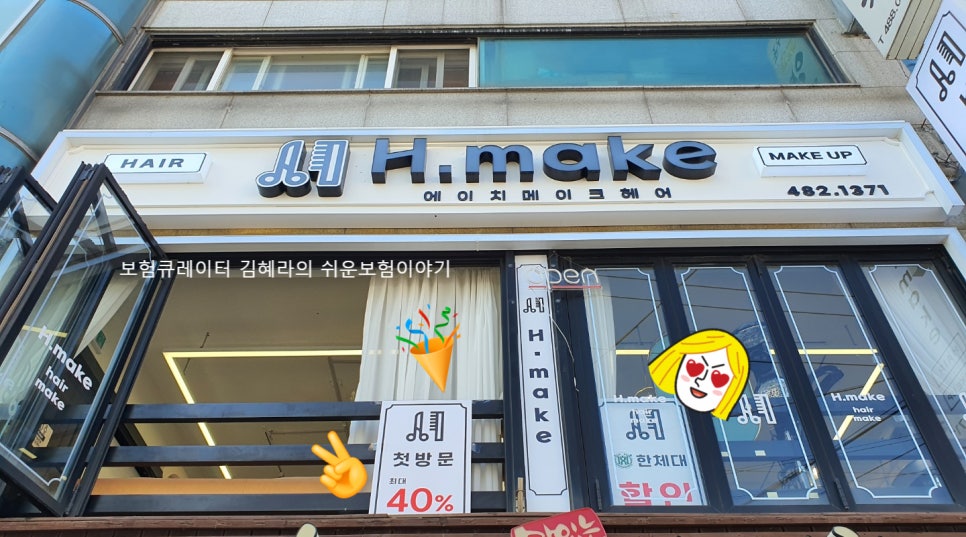 HAIR
H.make
에이치메이크헤어
MAKE UP
482.1371
보험큐레이터 김혜라의 쉬운보험이야기
open
H.make
H.make
hair
make
첫방문
최대
40%
H.make
한체대
할인
H.make
hair
make